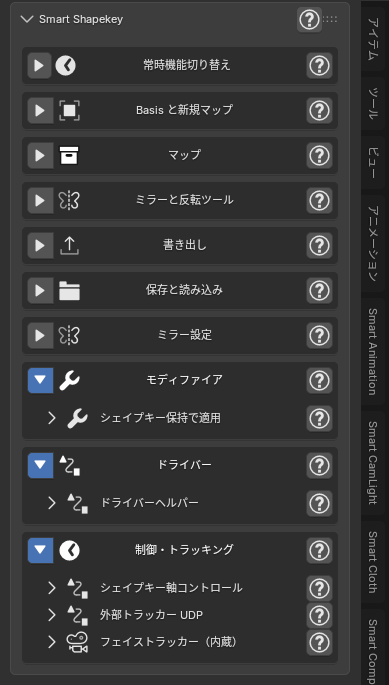 Smart Shapekey
常時機能切り替え
Basis と新規マップ
マップ
ミラーと反転ツール
書き出し
保存と読み込み
ミラー設定
モディファイア
シェイプキー保持で適用
ドライバー
ドライバーヘルパー
制御・トラッキング
シェイプキー軸コントロール
外部トラッカー UDP
フェイストラッカー（内蔵）
アイテム
ツール
ビュー
アニメーション
Smart Animation
Smart CamLight
Smart Cloth
Smart Comp